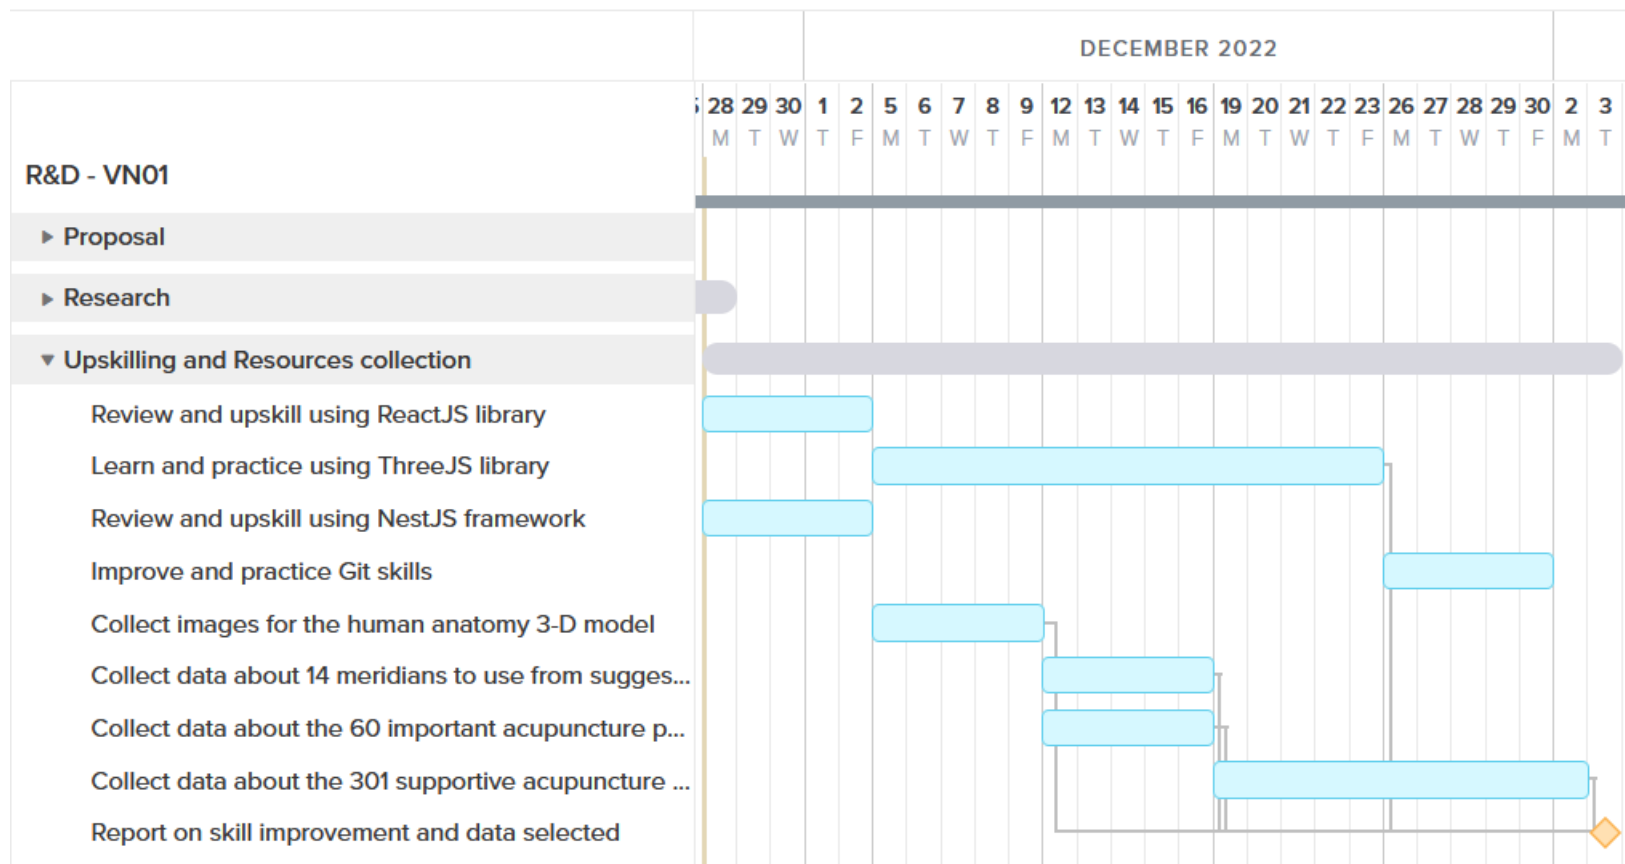 DECEMBER 2022
28 29 30 1 2 5 6 7 8 9 12 13 14 15 16 19 20 21 22 23 26 27 28 29 30 2 3
M T W T F M T W T F M T W T F M T W T F M T W T F M T
R&D - VN01
Proposal
Research
Upskilling and Resources collection
Review and upskill using ReactJS library
Learn and practice using ThreeJS library
Review and upskill using NestJS framework
Improve and practice Git skills
Collect images for the human anatomy 3-D model
Collect data about 14 meridians to use from sugges...
Collect data about the 60 important acupuncture p...
Collect data about the 301 supportive acupuncture ...
Report on skill improvement and data selected